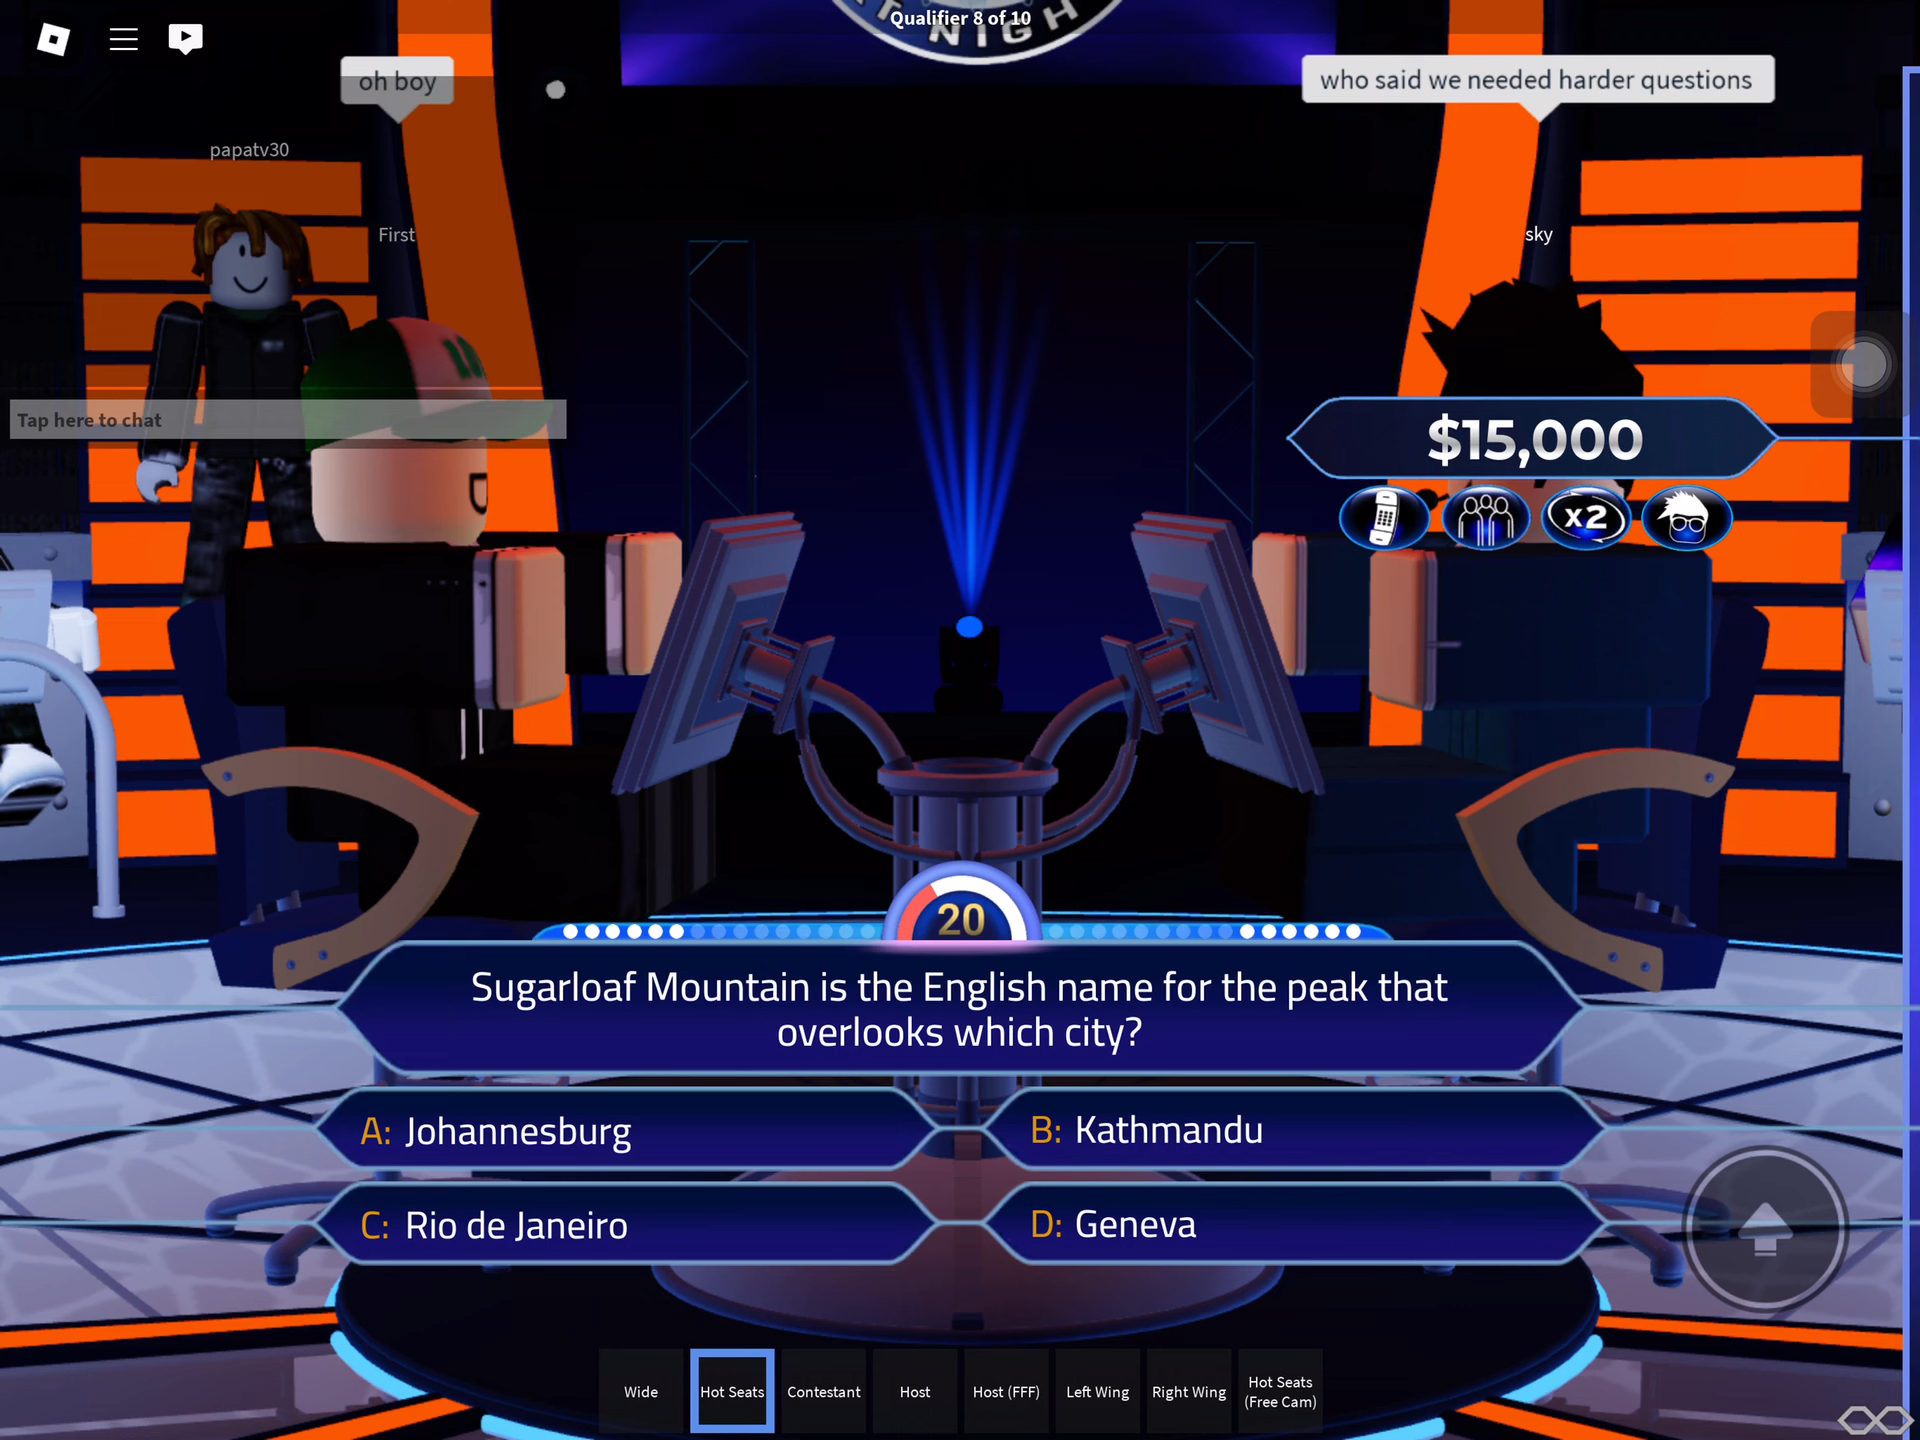 Qualifier 8 of 10
NIGH
oh boy
who said we needed harder questions
papatv30
First
sky
Tap here to chat
$15,000
x2
20
Sugarloaf Mountain is the English name for the peak that
overlooks which city?
A: Johannesburg
B: Kathmandu
C: Rio de Janeiro
D: Geneva
Wide
Hot Seats
Contestant
Host
Host (FFF)
Left Wing
Right Wing
Hot Seats
(Free Cam)